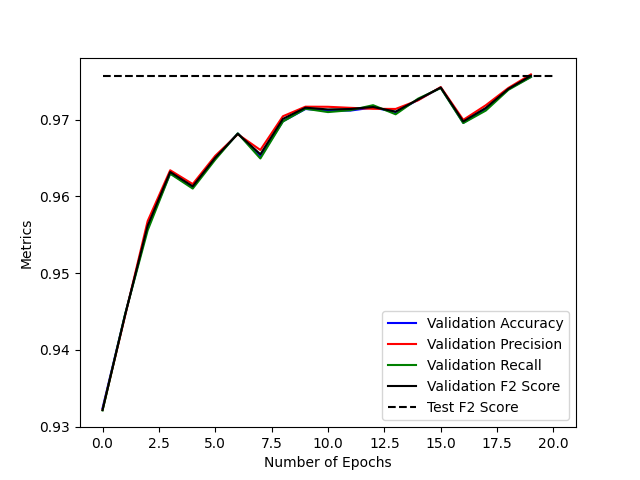 0.97
0.96
0.95
0.94
0.93
Metrics
0.0 2.5 5.0 7.5 10.0 12.5 15.0 17.5 20.0
Number of Epochs
Validation Accuracy
Validation Precision
Validation Recall
Validation F2 Score
Test F2 Score